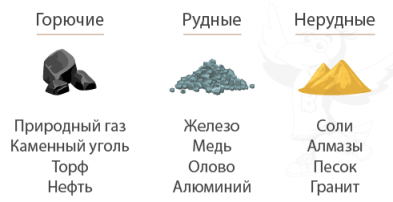 Горючие
Рудные
Нерудные
Природный газ
Каменный уголь
Торф
Нефть
Железо
Медь
Олово
Алюминий
Соли
Алмазы
Песок
Гранит